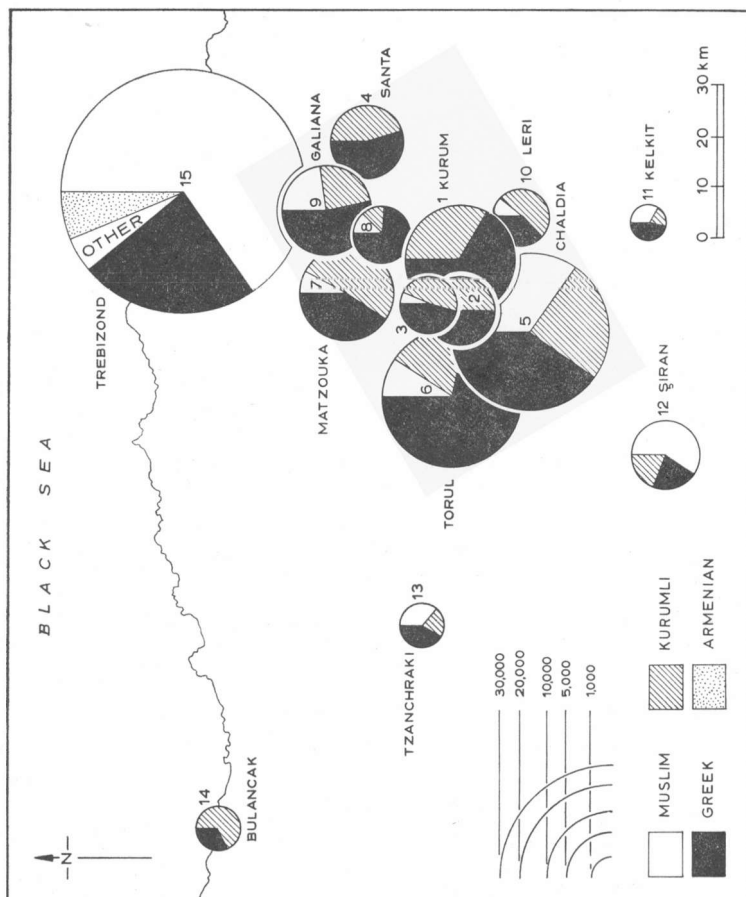 BLACK SEA
TREBIZOND
OTHER
15
GALIANA
SANTA
4
9
8
MATZOUKA
7
1 KURUM
10 LERI
CHALDIA
3
2
5
6
TORUL
11 KELKIT
12 ŞIRAN
TZANCHRAKI
13
14
BULANCAK
–N–
30,000
20,000
10,000
5,000
1,000
MUSLIM
KURUMLI
GREEK
ARMENIAN
0 10 20 30 km